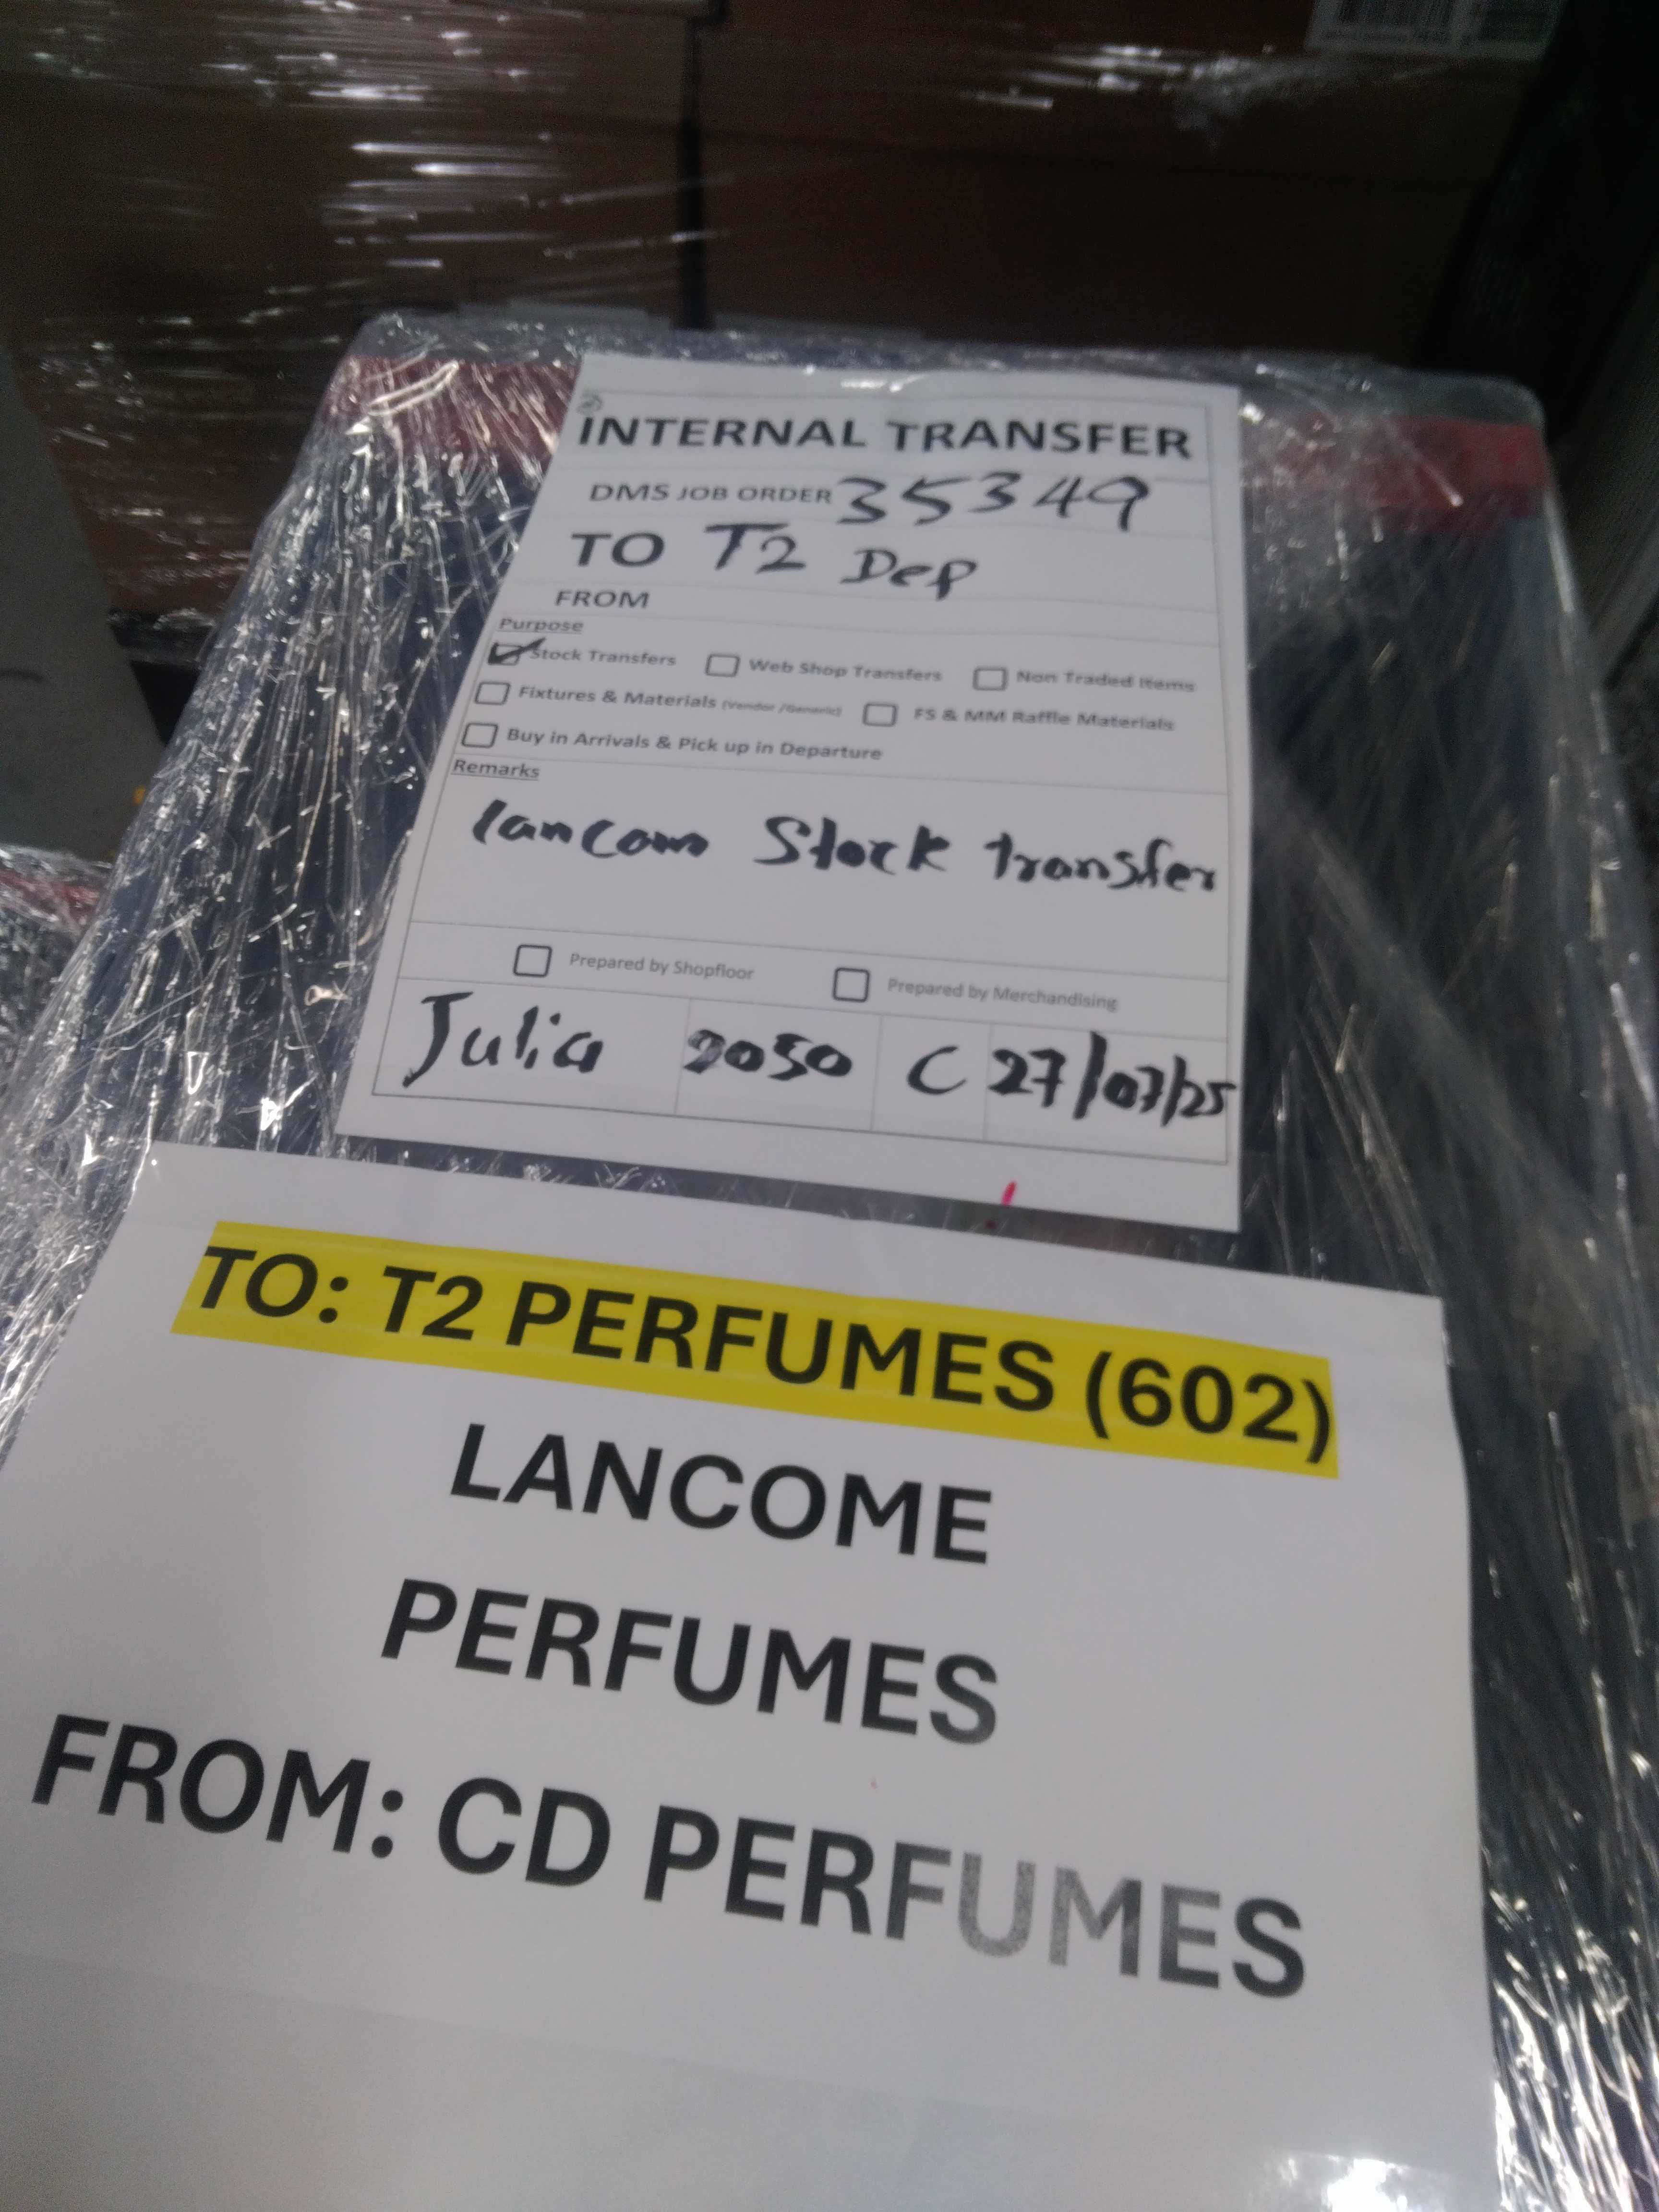 INTERNAL TRANSFER
DMS JOB ORDER 35349
TO T2 Dep
FROM
Purpose
Stock Transfers Web Shop Transfers Non Traded Items
Fixtures & Materials (Vendor /Generic) FS & MM Raffle Materials
Buy in Arrivals & Pick up in Departure
Remarks
lancom Stock transfer
Prepared by Shopfloor Prepared by Merchandising
Julia 2050 C 27/07/25
TO: T2 PERFUMES (602)
LANCOME
PERFUMES
FROM: CD PERFUMES